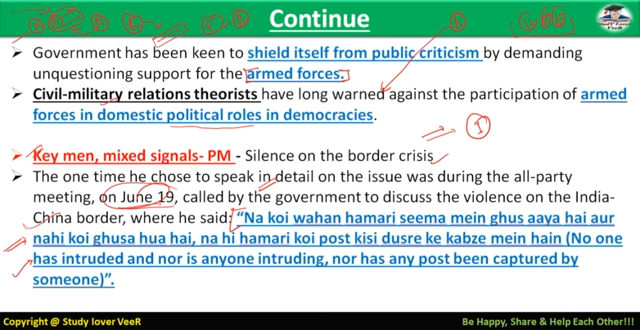 Continue
Study Lover
VeeR
➢ Government has been keen to shield itself from public criticism by demanding
unquestioning support for the armed forces.
➢ Civil-military relations theorists have long warned against the participation of armed
forces in domestic political roles in democracies.
➢ Key men, mixed signals- PM - Silence on the border crisis
➢ The one time he chose to speak in detail on the issue was during the all-party
meeting, on June 19, called by the government to discuss the violence on the India-
China border, where he said: “Na koi wahan hamari seema mein ghus aaya hai aur
nahi koi ghusa hua hai, na hi hamari koi post kisi dusre ke kabze mein hain (No one
has intruded and nor is anyone intruding, nor has any post been captured by
someone)”.
Copyright @ Study lover VeeR
Be Happy, Share & Help Each Other!!!